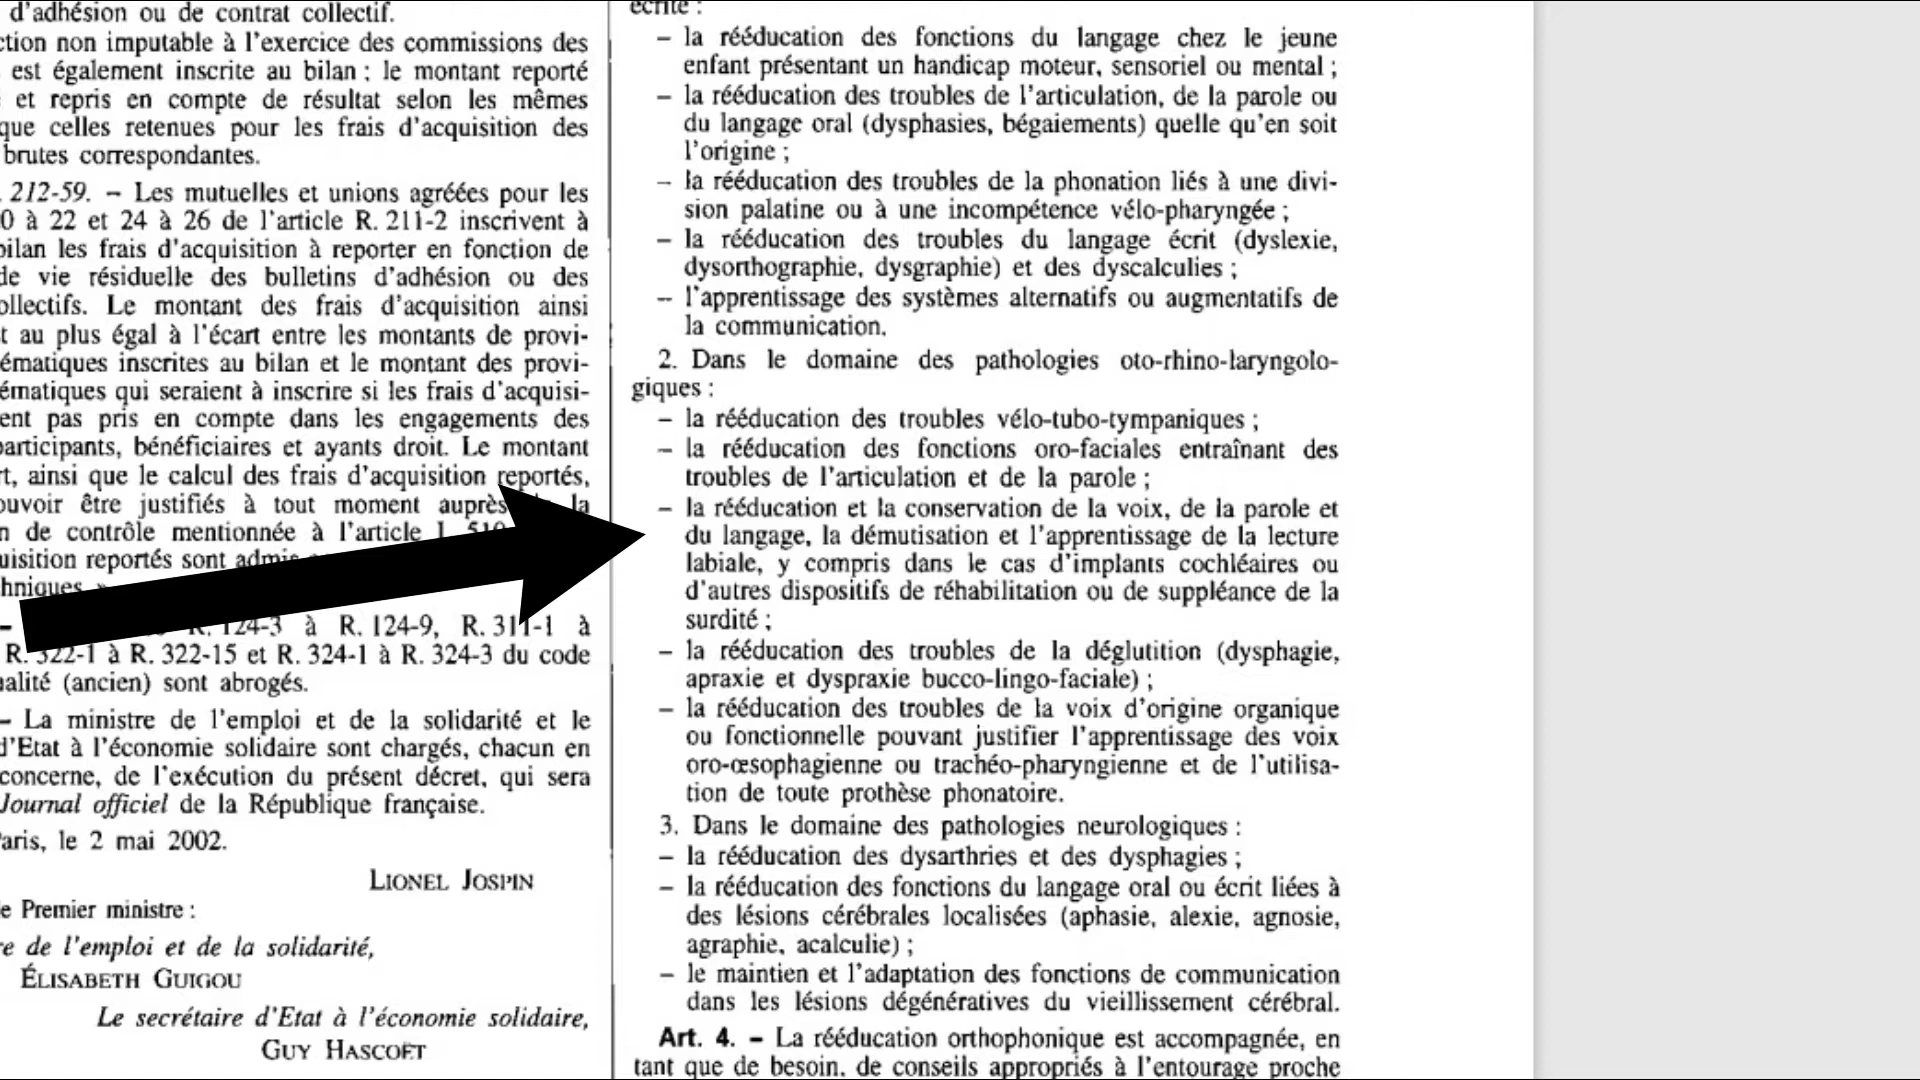 d'adhésion ou de contrat collectif.
ction non imputable à l'exercice des commissions des
est également inscrite au bilan ; le montant reporté
et repris en compte de résultat selon les mêmes
que celles retenues pour les frais d'acquisition des
brutes correspondantes.
212-59. – Les mutuelles et unions agréées pour les
0 à 22 et 24 à 26 de l'article R. 211-2 inscrivent à
bilan les frais d'acquisition à reporter en fonction de
de vie résiduelle des bulletins d'adhésion ou des
ollectifs. Le montant des frais d'acquisition ainsi
t au plus égal à l'écart entre les montants de provi-
ématiques inscrites au bilan et le montant des provi-
ématiques qui seraient à inscrire si les frais d'acquisi-
ent pas pris en compte dans les engagements des
participants, bénéficiaires et ayants droit. Le montant
rt, ainsi que le calcul des frais d'acquisition reportés,
ouvoir être justifiés à tout moment auprès la
n de contrôle mentionnée à l'article L. 510
uisition reportés sont admis
hniques »
– R. 124-3 à R. 124-9, R. 311-1 à
R. 322-1 à R. 322-15 et R. 324-1 à R. 324-3 du code
ualité (ancien) sont abrogés.
– La ministre de l'emploi et de la solidarité et le
d'Etat à l'économie solidaire sont chargés, chacun en
concerne, de l'exécution du présent décret, qui sera
Journal officiel de la République française.
Paris, le 2 mai 2002.
LIONEL JOSPIN
e Premier ministre :
re de l'emploi et de la solidarité,
ÉLISABETH GUIGOU
Le secrétaire d'Etat à l'économie solidaire,
GUY HASCOËT
écrite :
– la rééducation des fonctions du langage chez le jeune
enfant présentant un handicap moteur, sensoriel ou mental ;
– la rééducation des troubles de l'articulation, de la parole ou
du langage oral (dysphasies, bégaiements) quelle qu'en soit
l'origine ;
– la rééducation des troubles de la phonation liés à une divi-
sion palatine ou à une incompétence vélo-pharyngée ;
– la rééducation des troubles du langage écrit (dyslexie,
dysorthographie, dysgraphie) et des dyscalculies ;
– l'apprentissage des systèmes alternatifs ou augmentatifs de
la communication.
2. Dans le domaine des pathologies oto-rhino-laryngolo-
giques :
– la rééducation des troubles vélo-tubo-tympaniques ;
– la rééducation des fonctions oro-faciales entraînant des
troubles de l'articulation et de la parole ;
– la rééducation et la conservation de la voix, de la parole et
du langage, la démutisation et l'apprentissage de la lecture
labiale, y compris dans le cas d'implants cochléaires ou
d'autres dispositifs de réhabilitation ou de suppléance de la
surdité ;
– la rééducation des troubles de la déglutition (dysphagie,
apraxie et dyspraxie bucco-lingo-faciale) ;
– la rééducation des troubles de la voix d'origine organique
ou fonctionnelle pouvant justifier l'apprentissage des voix
oro-œsophagienne ou trachéo-pharyngienne et de l'utilisa-
tion de toute prothèse phonatoire.
3. Dans le domaine des pathologies neurologiques :
– la rééducation des dysarthries et des dysphagies ;
– la rééducation des fonctions du langage oral ou écrit liées à
des lésions cérébrales localisées (aphasie, alexie, agnosie,
agraphie, acalculie) ;
– le maintien et l'adaptation des fonctions de communication
dans les lésions dégénératives du vieillissement cérébral.
Art. 4. – La rééducation orthophonique est accompagnée, en
tant que de besoin, de conseils appropriés à l'entourage proche